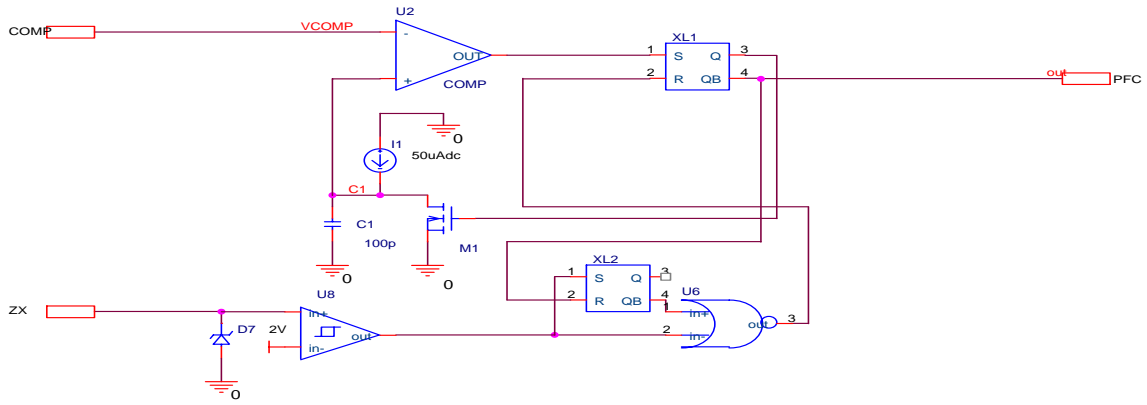 U2
COMP
VCOMP
-
OUT
+
COMP
XL1
1
S
Q
3
2
R
QB
4
out
PFC
0
I1
50uAdc
C1
C1
100p
M1
0
0
XL2
1
S
Q
3
2
R
QB
4
U6
1
in+
out
3
2
in-
U8
ZX
in+
2V
in-
out
D7
0